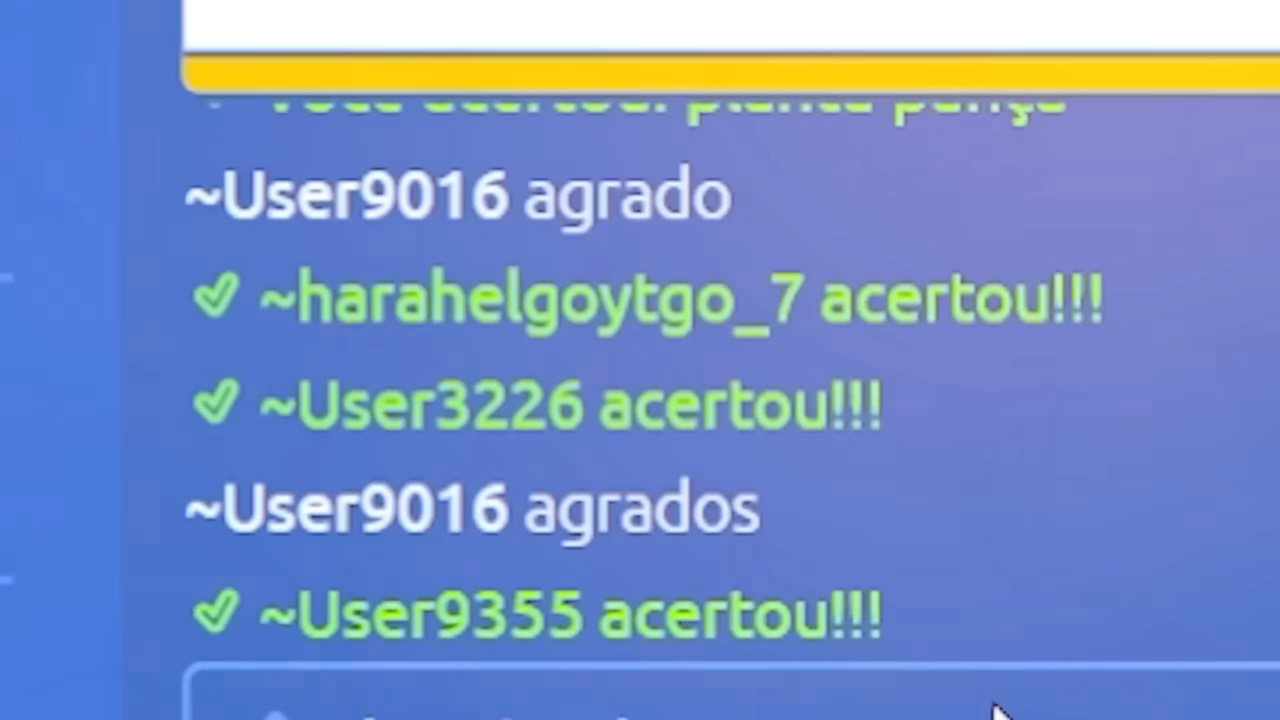 ~User9016 agrado
~harahelgoytgo_7 acertou!!!
~User3226 acertou!!!
~User9016 agrados
~User9355 acertou!!!